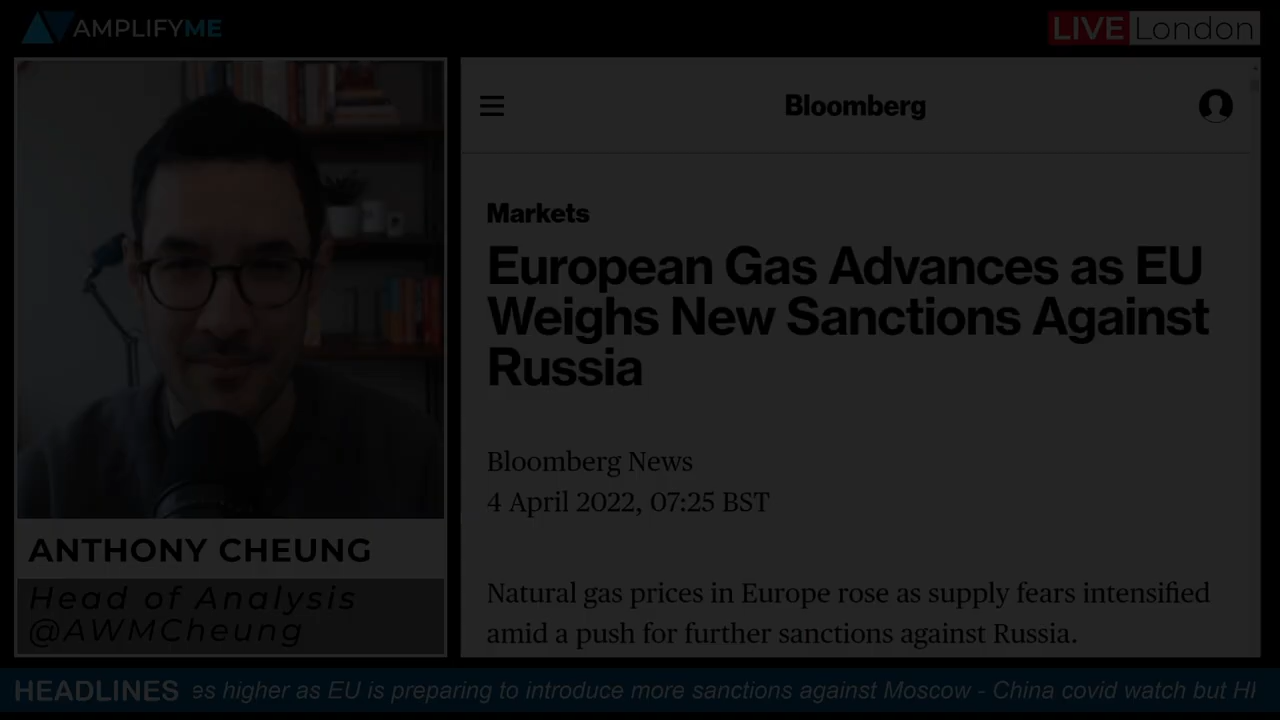 AMPLIFYME
LIVE London
Bloomberg
Markets
European Gas Advances as EU
Weighs New Sanctions Against
Russia
Bloomberg News
4 April 2022, 07:25 BST
Natural gas prices in Europe rose as supply fears intensified
amid a push for further sanctions against Russia.
ANTHONY CHEUNG
Head of Analysis
@AWMCheung
HEADLINES es higher as EU is preparing to introduce more sanctions against Moscow - China covid watch but HI